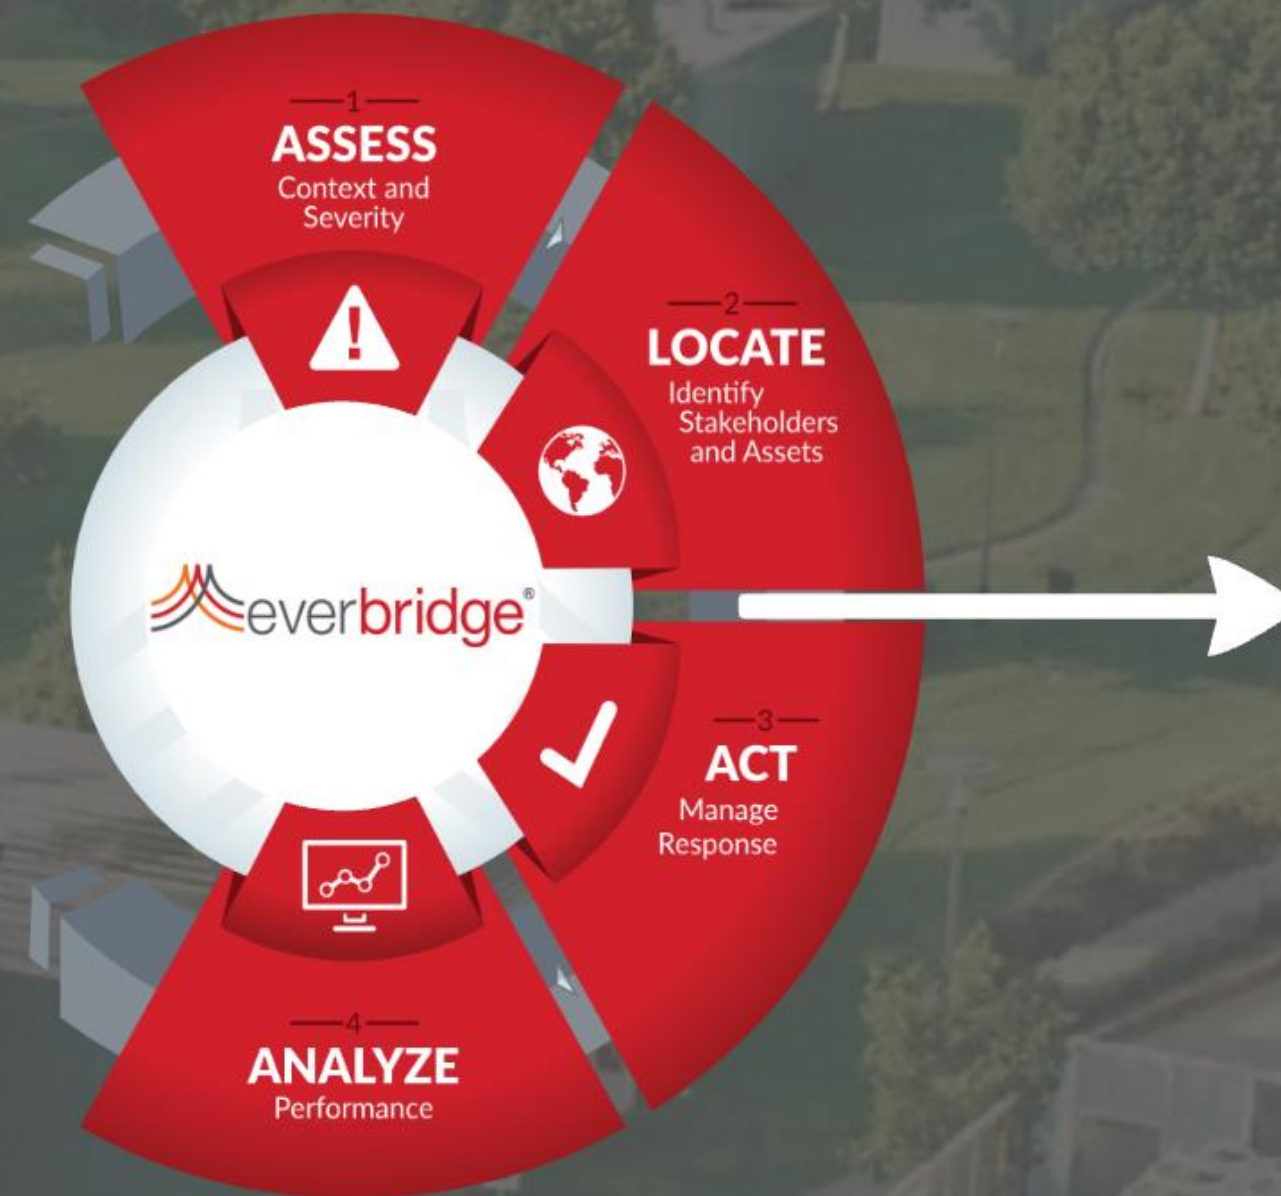 1
ASSESS
Context and
Severity
2
LOCATE
Identify
Stakeholders
and Assets
everbridge®
3
ACT
Manage
Response
4
ANALYZE
Performance